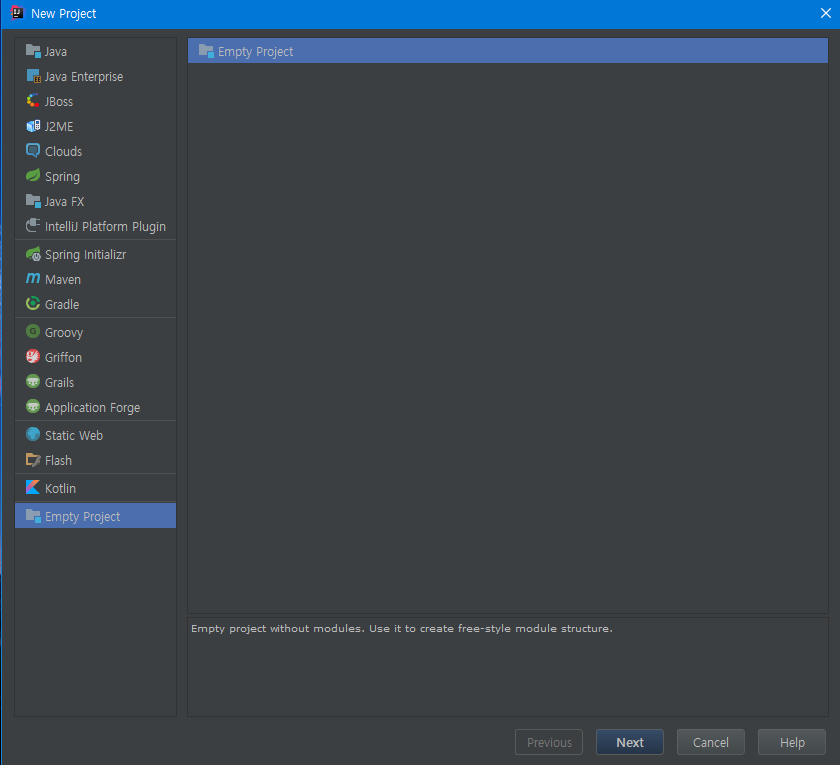 New Project
Java
Java Enterprise
JBoss
J2ME
Clouds
Spring
Java FX
IntelliJ Platform Plugin
Spring Initializr
Maven
Gradle
Groovy
Griffon
Grails
Application Forge
Static Web
Flash
Kotlin
Empty Project
Empty Project
Empty project without modules. Use it to create free-style module structure.
Previous
Next
Cancel
Help